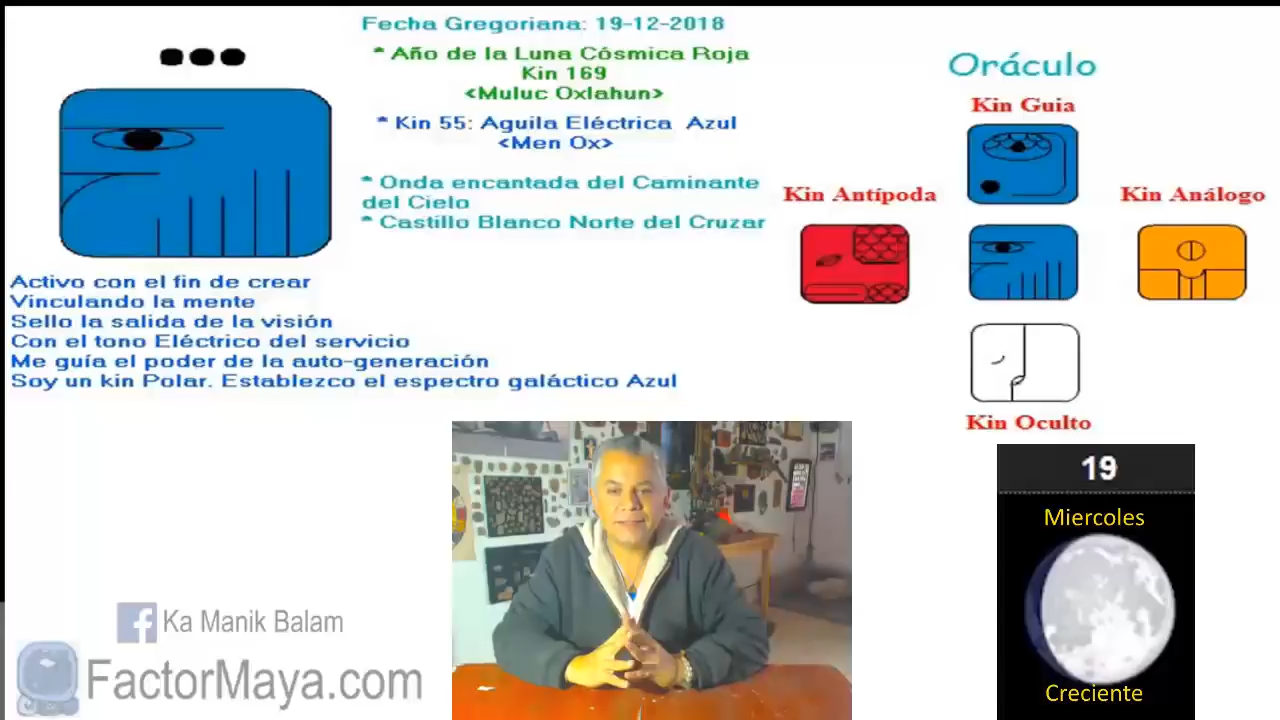 Fecha Gregoriana: 19-12-2018
* Año de la Luna Cósmica Roja
Kin 169
<Muluc Oxlahun>
* Kin 55: Aguila Eléctrica Azul
<Men Ox>
* Onda encantada del Caminante
del Cielo
* Castillo Blanco Norte del Cruzar
Activo con el fin de crear
Vinculando la mente
Sello la salida de la visión
Con el tono Eléctrico del servicio
Me guía el poder de la auto-generación
Soy un kin Polar. Establezco el espectro galáctico Azul
Oráculo
Kin Guia
Kin Antípoda
Kin Análogo
Kin Oculto
19
Miercoles
Creciente
f Ka Manik Balam
FactorMaya.com